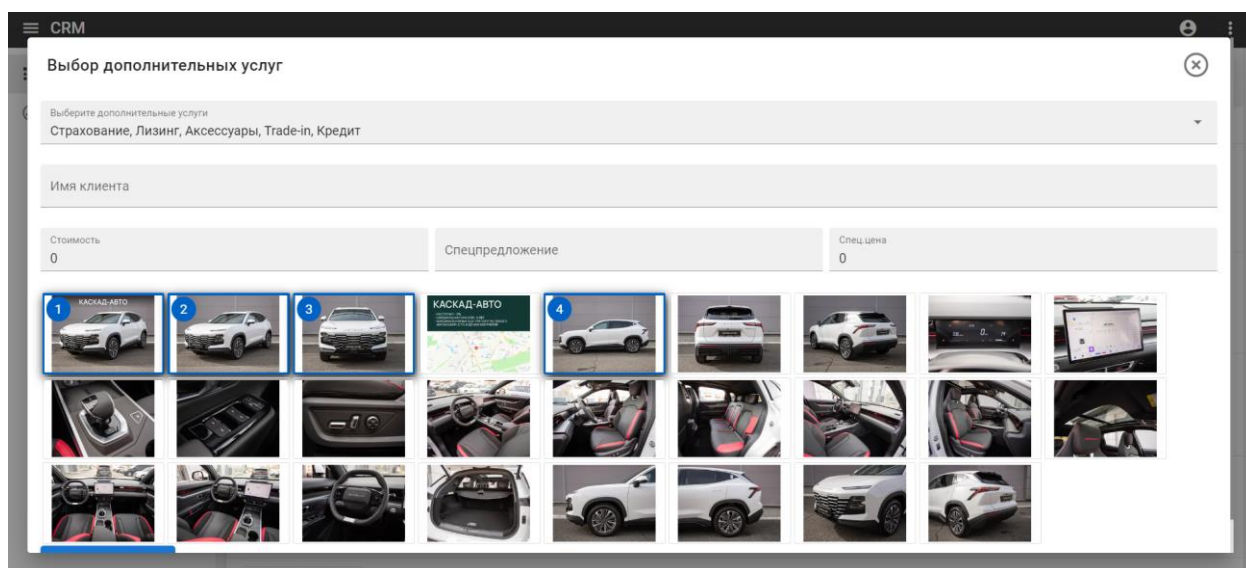 CRM
Выбор дополнительных услуг
Выберите дополнительные услуги
Страхование, Лизинг, Аксессуары, Trade-in, Кредит
Имя клиента
Стоимость
0
Спецпредложение
Спец.цена
0
1
КАСКАД-АВТО
2
3
КАСКАД-АВТО
4